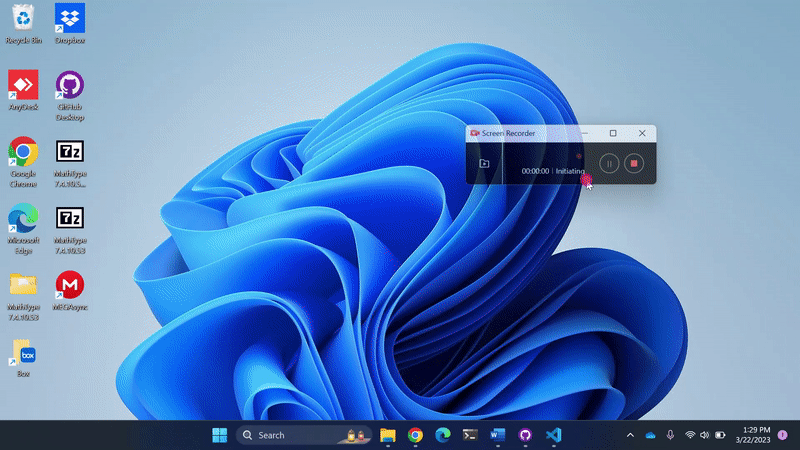 Recycle Bin
Dropbox
AnyDesk
GitHub
Desktop
Google
Chrome
MathType
7.4.10.5...
Microsoft
Edge
MathType
7.4.10.53
MathType
7.4.10.53
MEGAsync
box
Box
Screen Recorder
00:00:00 | Initiating
Search
1:29 PM
3/22/2023